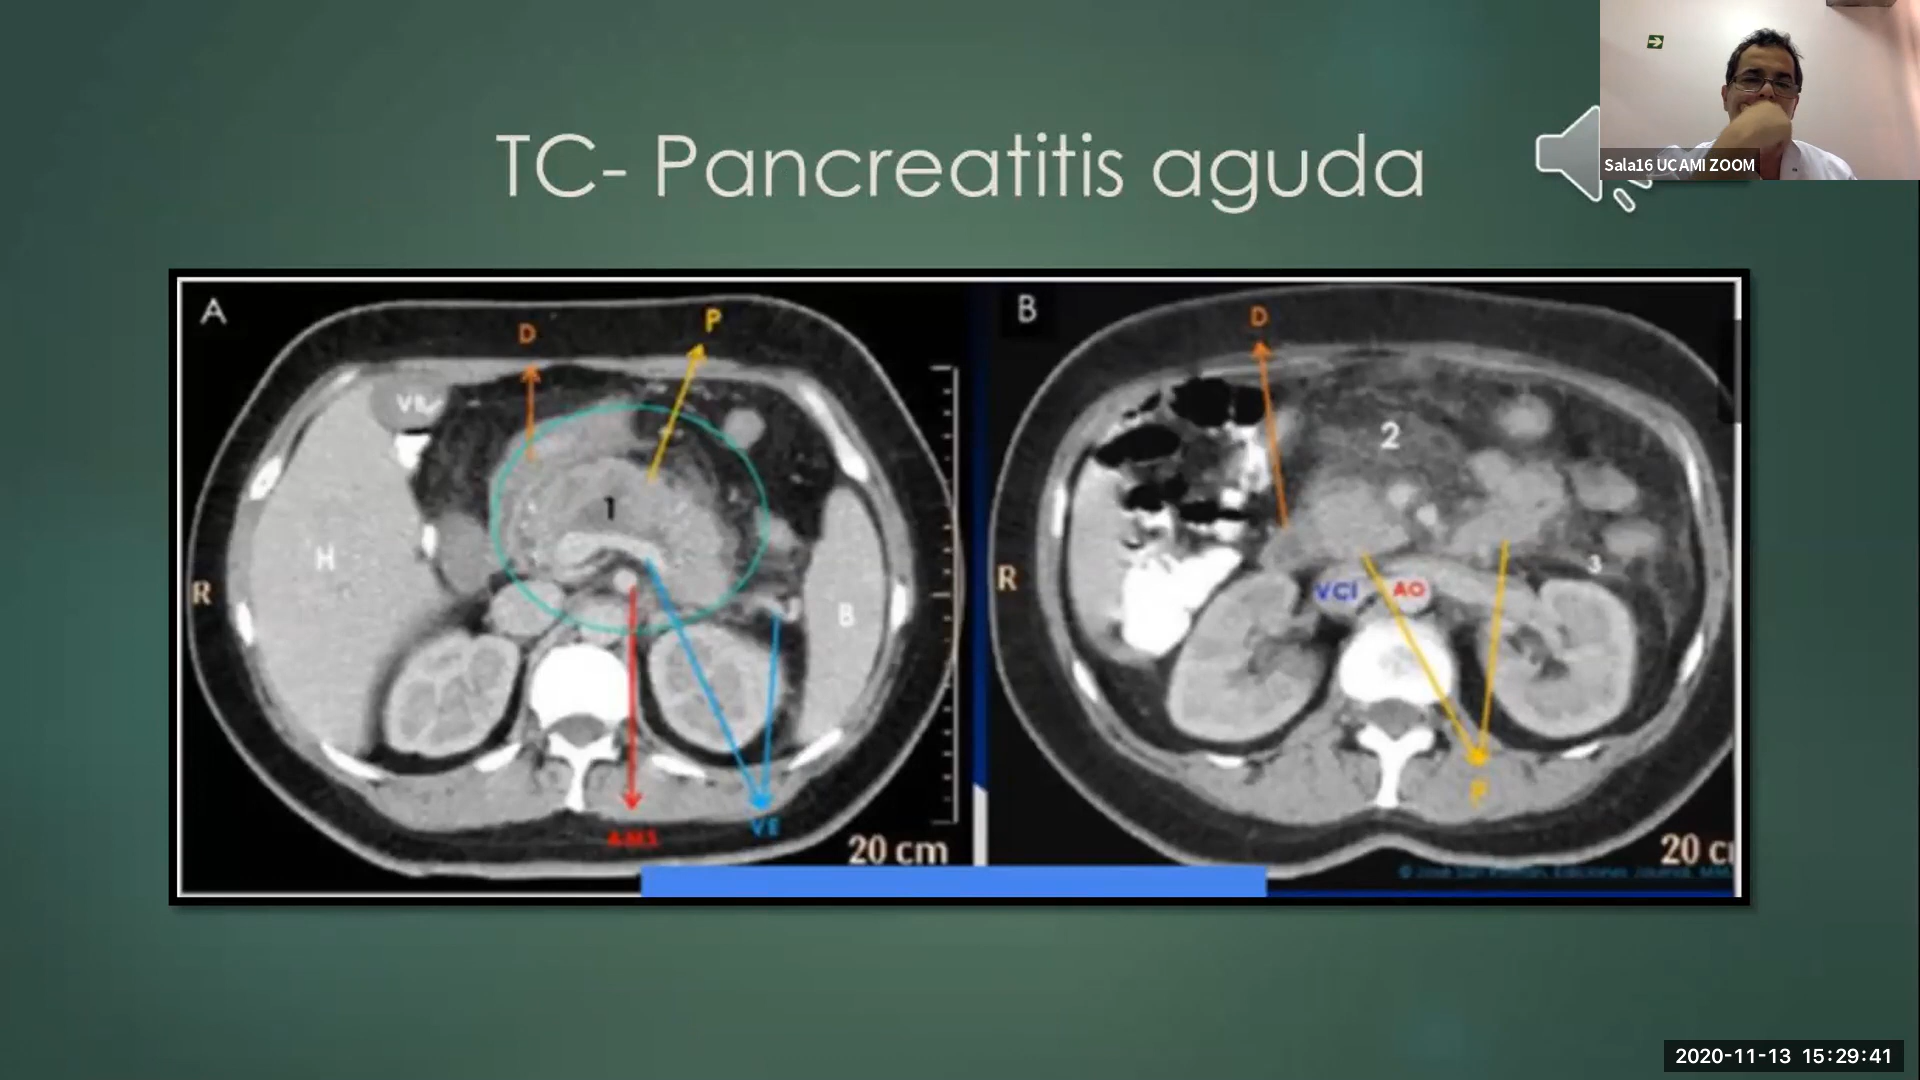 TC- Pancreatitis aguda
Sala16 UCAMI ZOOM
A
D
P
VB
1
H
R
B
AMS
VE
20 cm
B
D
2
3
R
VCI
AO
P
2020-11-13 15:29:41